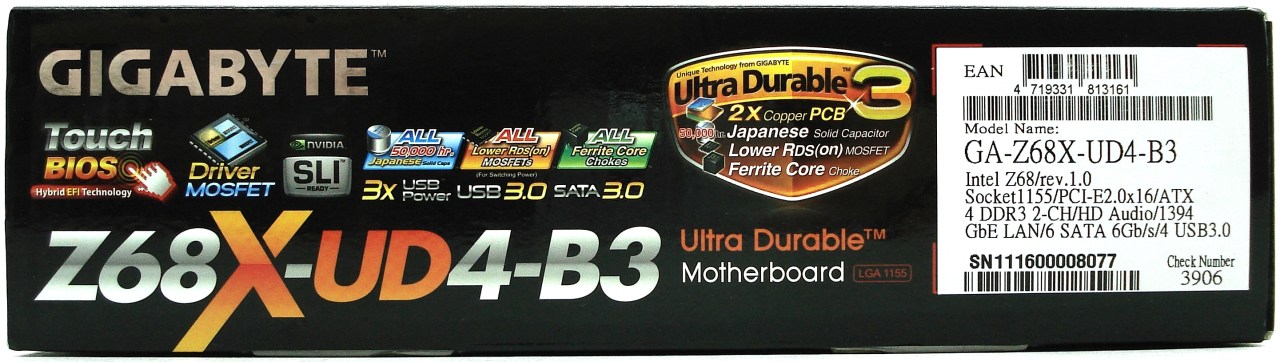 GIGABYTE™
Touch
BIOS
Hybrid EFI Technology
Driver
MOSFET
NVIDIA
SLI
READY
ALL
50,000 hr.
Japanese Solid Caps
ALL
Lower RDS(on)
MOSFETs
(For Switching Power)
ALL
Ferrite Core
Chokes
3x USB Power USB 3.0 SATA 3.0
Z68X-UD4-B3
Unique Technology from GIGABYTE
Ultra Durable™ 3
2X Copper PCB
50,000hr. Japanese Solid Capacitor
Lower RDS(on) MOSFET
Ferrite Core Choke
Ultra Durable™
Motherboard LGA 1155
EAN
4 719331 813161
Model Name:
GA-Z68X-UD4-B3
Intel Z68/rev.1.0
Socket1155/PCI-E2.0x16/ATX
4 DDR3 2-CH/HD Audio/1394
GbE LAN/6 SATA 6Gb/s/4 USB3.0
SN111600008077
Check Number
3906